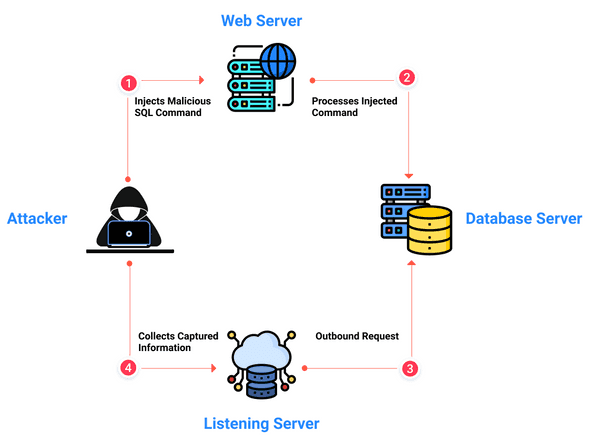 Web Server
1
2
Injects Malicious
SQL Command
Processes Injected
Command
Attacker
Database Server
Collects Captured
Information
Outbound Request
4
3
Listening Server